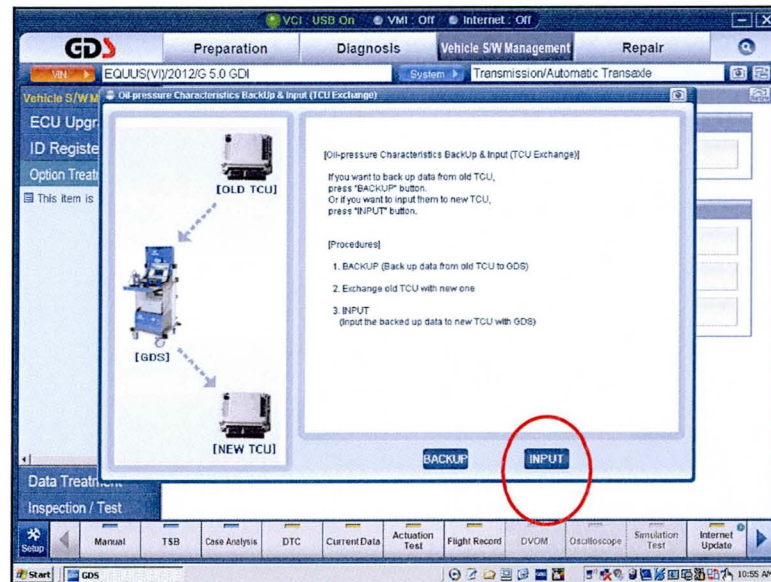 VCI : USB On VMI : Off Internet : Off
GDS Preparation Diagnosis Vehicle S/W Management Repair
VIN EQUUS(VI)/2012/G 5.0 GDI System Transmission/Automatic Transaxle
Vehicle S/W M
Oil-pressure Characteristics BackUp & Input (TCU Exchange)
ECU Upgr
ID Registe
Option Treat
This item is
[OLD TCU]
[GDS]
[NEW TCU]
[Oil-pressure Characteristics BackUp & Input (TCU Exchange)]
If you want to back up data from old TCU,
press "BACKUP" button.
Or if you want to input them to new TCU,
press "INPUT" button.
[Procedures]
1. BACKUP (Back up data from old TCU to GDS)
2. Exchange old TCU with new one
3. INPUT
(Input the backed up data to new TCU with GDS)
BACKUP INPUT
Data Treatment
Inspection / Test
Setup Manual TSB Case Analysis DTC Current Data Actuation Test Flight Record DVOM Oscilloscope Simulation Test Internet Update
Start GDS 10:55 AM